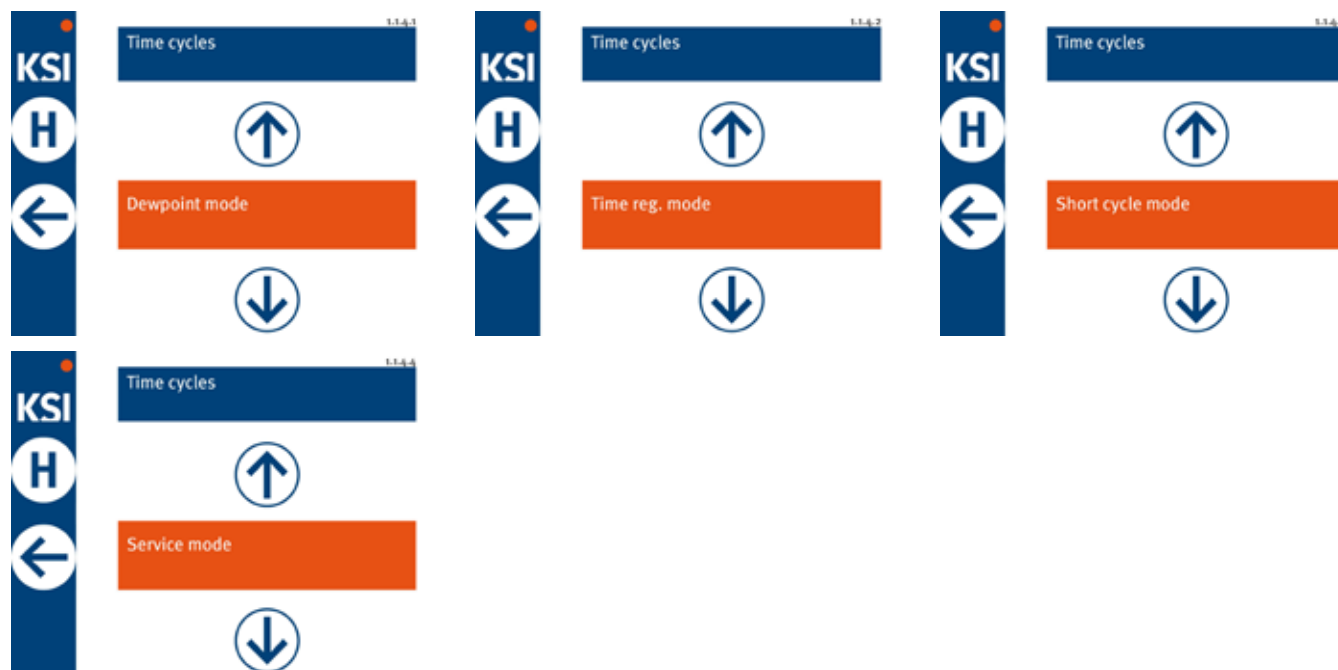 1.1.4.1
Time cycles
KSI
H
Dewpoint mode
1.1.4.2
Time cycles
KSI
H
Time reg. mode
Time cycles
KSI
H
Short cycle mode
1.1.4.4
Time cycles
KSI
H
Service mode